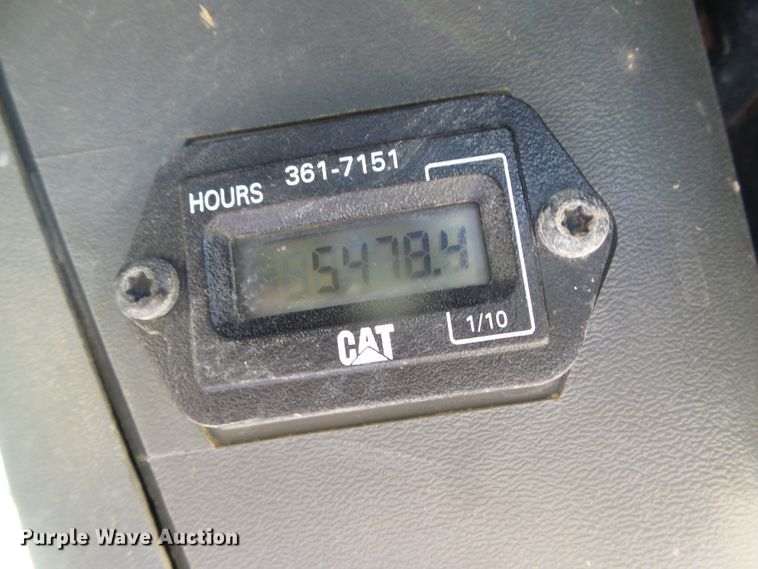 HOURS 361-7151
5478.4
CAT
1/10
Purple Wave Auction